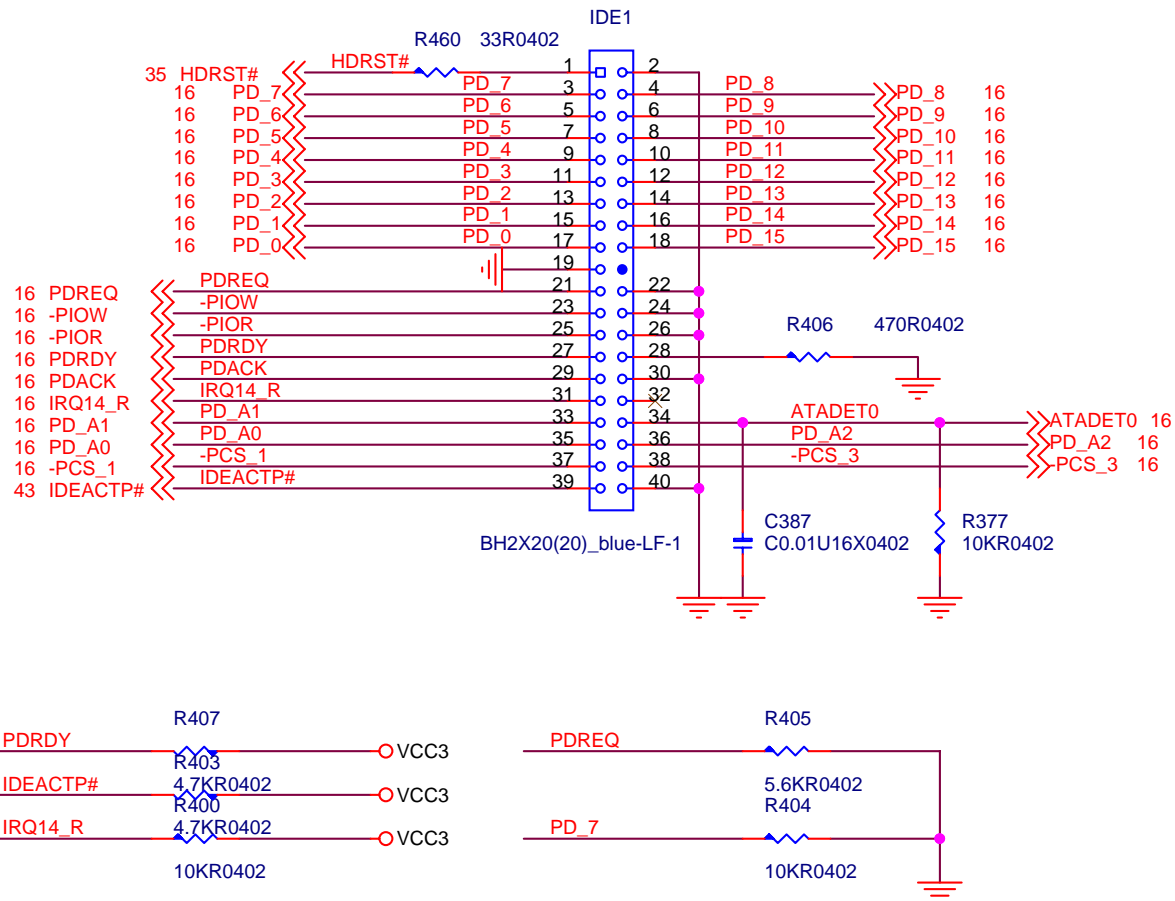 IDE1
R460 33R0402
35 HDRST# HDRST# 1 2
16 PD_7 PD_7 3 4 PD_8 PD_8 16
16 PD_6 PD_6 5 6 PD_9 PD_9 16
16 PD_5 PD_5 7 8 PD_10 PD_10 16
16 PD_4 PD_4 9 10 PD_11 PD_11 16
16 PD_3 PD_3 11 12 PD_12 PD_12 16
16 PD_2 PD_2 13 14 PD_13 PD_13 16
16 PD_1 PD_1 15 16 PD_14 PD_14 16
16 PD_0 PD_0 17 18 PD_15 PD_15 16
19
16 PDREQ PDREQ 21 22
16 -PIOW -PIOW 23 24
16 -PIOR -PIOR 25 26
R406 470R0402
16 PDRDY PDRDY 27 28
16 PDACK PDACK 29 30
16 IRQ14_R IRQ14_R 31 32
16 PD_A1 PD_A1 33 34 ATADET0 ATADET0 16
16 PD_A0 PD_A0 35 36 PD_A2 PD_A2 16
16 -PCS_1 -PCS_1 37 38 -PCS_3 -PCS_3 16
43 IDEACTP# IDEACTP# 39 40
BH2X20(20)_blue-LF-1
C387
C0.01U16X0402
R377
10KR0402
R407
PDRDY VCC3
R403
IDEACTP# 4.7KR0402 VCC3
R400
IRQ14_R 4.7KR0402 VCC3
10KR0402
R405
PDREQ
5.6KR0402
R404
PD_7
10KR0402